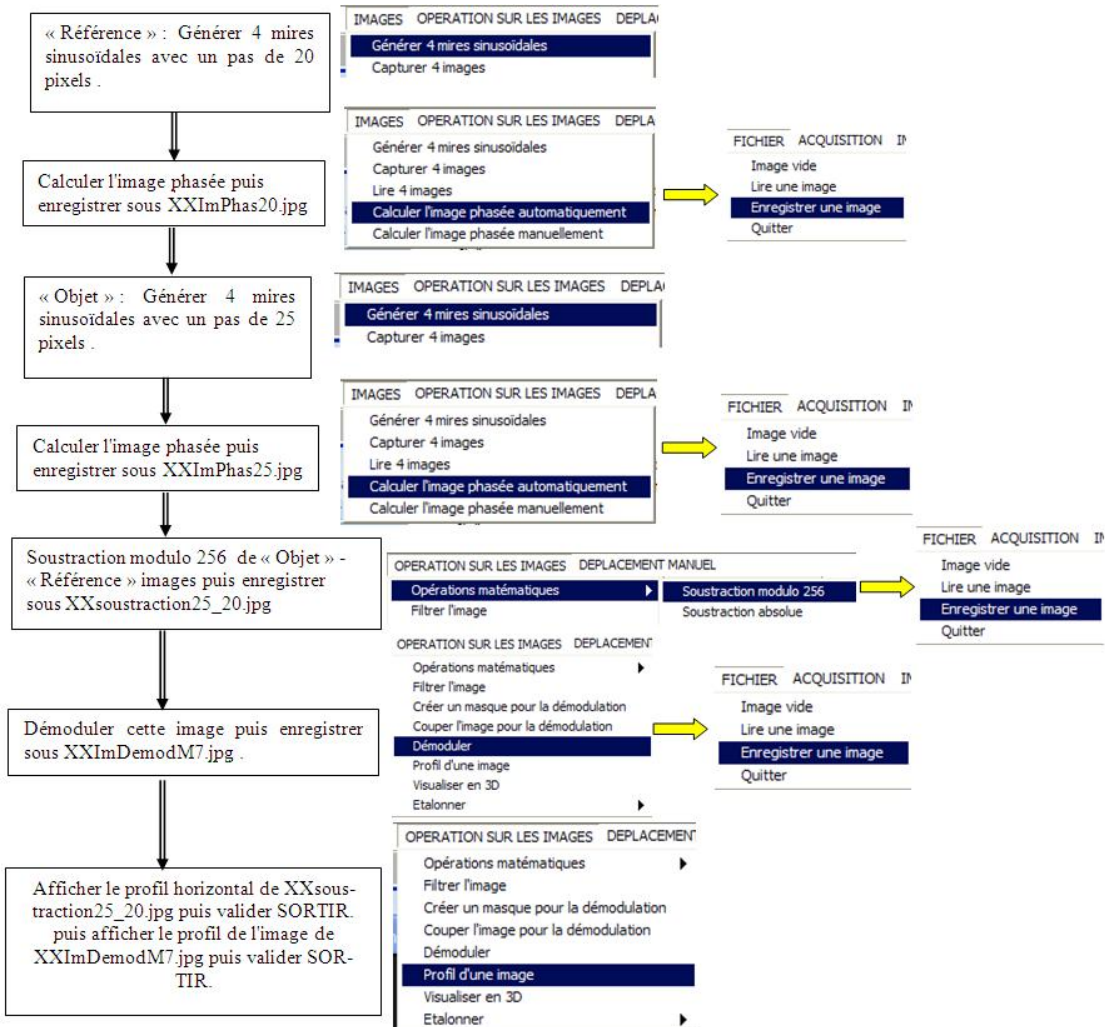 « Référence » : Générer 4 mires
sinusoïdales avec un pas de 20
pixels .
IMAGES OPERATION SUR LES IMAGES
Générer 4 mires sinusoïdales
Capturer 4 images
Calculer l'image phasée puis
enregistrer sous XXImPhas20.jpg
IMAGES OPERATION SUR LES IMAGES DEPLA
Générer 4 mires sinusoïdales
Capturer 4 images
Lire 4 images
Calculer l'image phasée automatiquement
Calculer l'image phasée manuellement
FICHIER ACQUISITION
Image vide
Lire une image
Enregistrer une image
Quitter
« Objet » : Générer 4 mires
sinusoïdales avec un pas de 25
pixels .
IMAGES OPERATION SUR LES IMAGES
Générer 4 mires sinusoïdales
Capturer 4 images
Calculer l'image phasée puis
enregistrer sous XXImPhas25.jpg
IMAGES OPERATION SUR LES IMAGES DEPLA
Générer 4 mires sinusoïdales
Capturer 4 images
Lire 4 images
Calculer l'image phasée automatiquement
Calculer l'image phasée manuellement
FICHIER ACQUISITION
Image vide
Lire une image
Enregistrer une image
Quitter
Soustraction modulo 256 de « Objet » -
« Référence » images puis enregistrer
sous XXsoustraction25_20.jpg
OPERATION SUR LES IMAGES DEPLACEMENT MANUEL
Opérations matématiques
Filtrer l'image
Soustraction modulo 256
Soustraction absolue
FICHIER ACQUISITION
Image vide
Lire une image
Enregistrer une image
Quitter
Démoduler cette image puis enregistrer
sous XXImDemodM7.jpg .
OPERATION SUR LES IMAGES DEPLACEMENT
Opérations matématiques
Filtrer l'image
Créer un masque pour la démodulation
Couper l'image pour la démodulation
Démoduler
Profil d'une image
Visualiser en 3D
Etalonner
FICHIER ACQUISITION
Image vide
Lire une image
Enregistrer une image
Quitter
Afficher le profil horizontal de XXsous-
traction25_20.jpg puis valider SORTIR.
puis afficher le profil de l'image de
XXImDemodM7.jpg puis valider SOR-
TIR.
OPERATION SUR LES IMAGES DEPLACEMENT
Opérations matématiques
Filtrer l'image
Créer un masque pour la démodulation
Couper l'image pour la démodulation
Démoduler
Profil d'une image
Visualiser en 3D
Etalonner